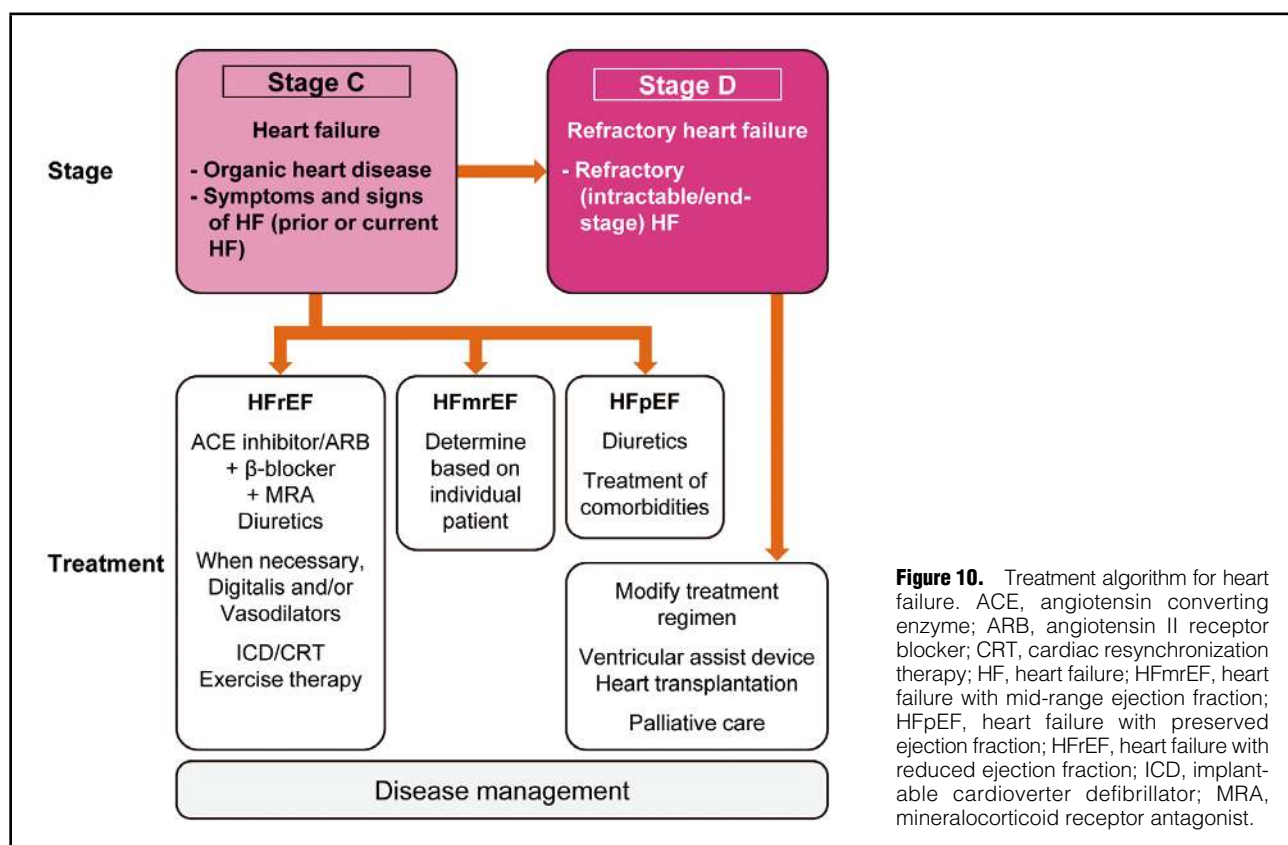 Stage C
Heart failure
- Organic heart disease
- Symptoms and signs
of HF (prior or current
HF)
Stage D
Refractory heart failure
- Refractory
(intractable/end-
stage) HF
Stage
HFrEF
ACE inhibitor/ARB
+ β-blocker
+ MRA
Diuretics
When necessary,
Digitalis and/or
Vasodilators
ICD/CRT
Exercise therapy
HFmrEF
Determine
based on
individual
patient
HFpEF
Diuretics
Treatment of
comorbidities
Treatment
Modify treatment
regimen
Ventricular assist device
Heart transplantation
Palliative care
Disease management
Figure 10. Treatment algorithm for heart
failure. ACE, angiotensin converting
enzyme; ARB, angiotensin II receptor
blocker; CRT, cardiac resynchronization
therapy; HF, heart failure; HFmrEF, heart
failure with mid-range ejection fraction;
HFpEF, heart failure with preserved
ejection fraction; HFrEF, heart failure with
reduced ejection fraction; ICD, implant-
able cardioverter defibrillator; MRA,
mineralocorticoid receptor antagonist.